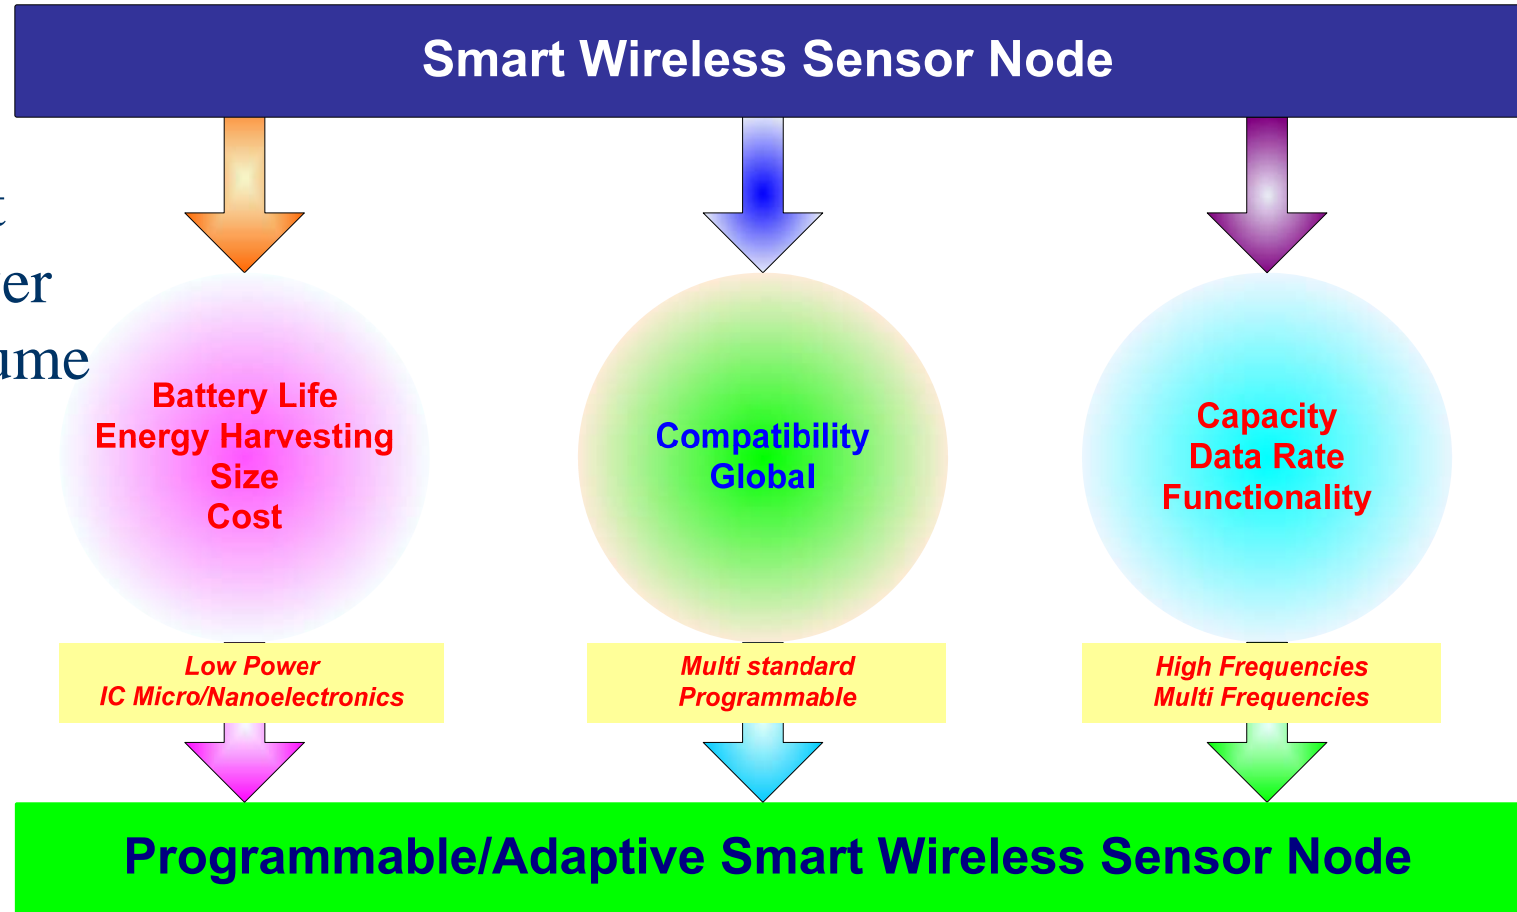 Smart Wireless Sensor Node
ume
Battery Life
Energy Harvesting
Size
Cost
Compatibility
Global
Capacity
Data Rate
Functionality
Low Power
IC Micro/Nanoelectronics
Multi standard
Programmable
High Frequencies
Multi Frequencies
Programmable/Adaptive Smart Wireless Sensor Node